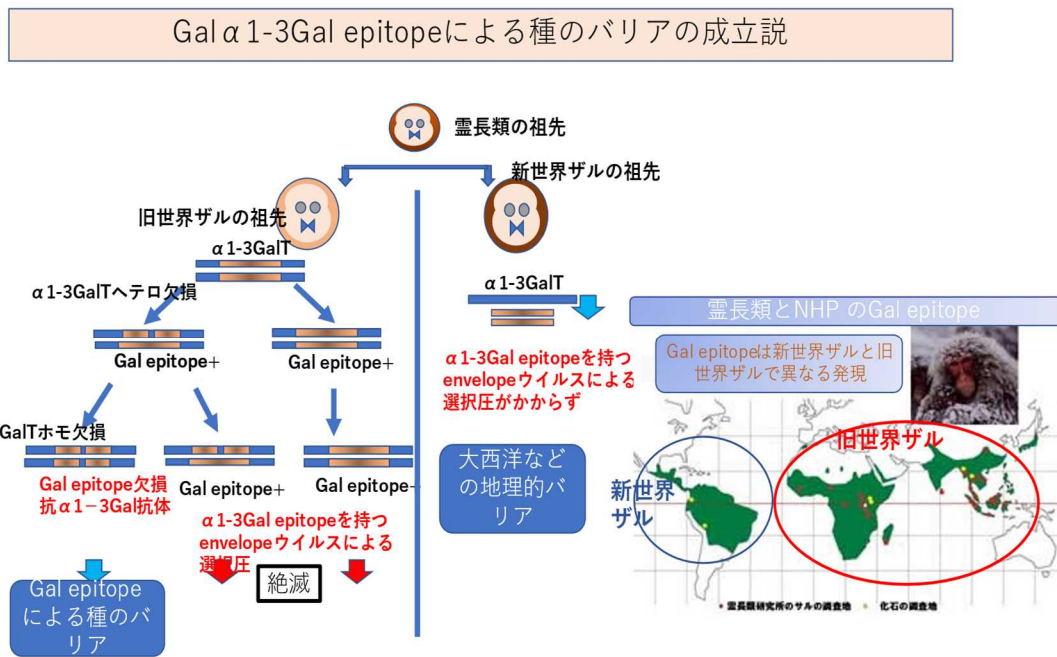 Galα1-3Gal epitopeによる種のバリアの成立説
霊長類の祖先
新世界ザルの祖先
旧世界ザルの祖先
α1-3GalT
α1-3GalTヘテロ欠損
Gal epitope+
Gal epitope+
GalTホモ欠損
Gal epitope欠損
抗α1－3Gal抗体
Gal epitope+
Gal epitope+
α1-3Gal epitopeを持つ
envelopeウイルスによる
選択圧
絶滅
Gal epitope
による種のバ
リア
α1-3GalT
α1-3Gal epitopeを持つ
envelopeウイルスによる
選択圧がかからず
大西洋など
の地理的バ
リア
霊長類とNHP のGal epitope
Gal epitopeは新世界ザルと旧
世界ザルで異なる発現
旧世界ザル
新世界
ザル
霊長類研究所のサルの調査地
化石の調査地